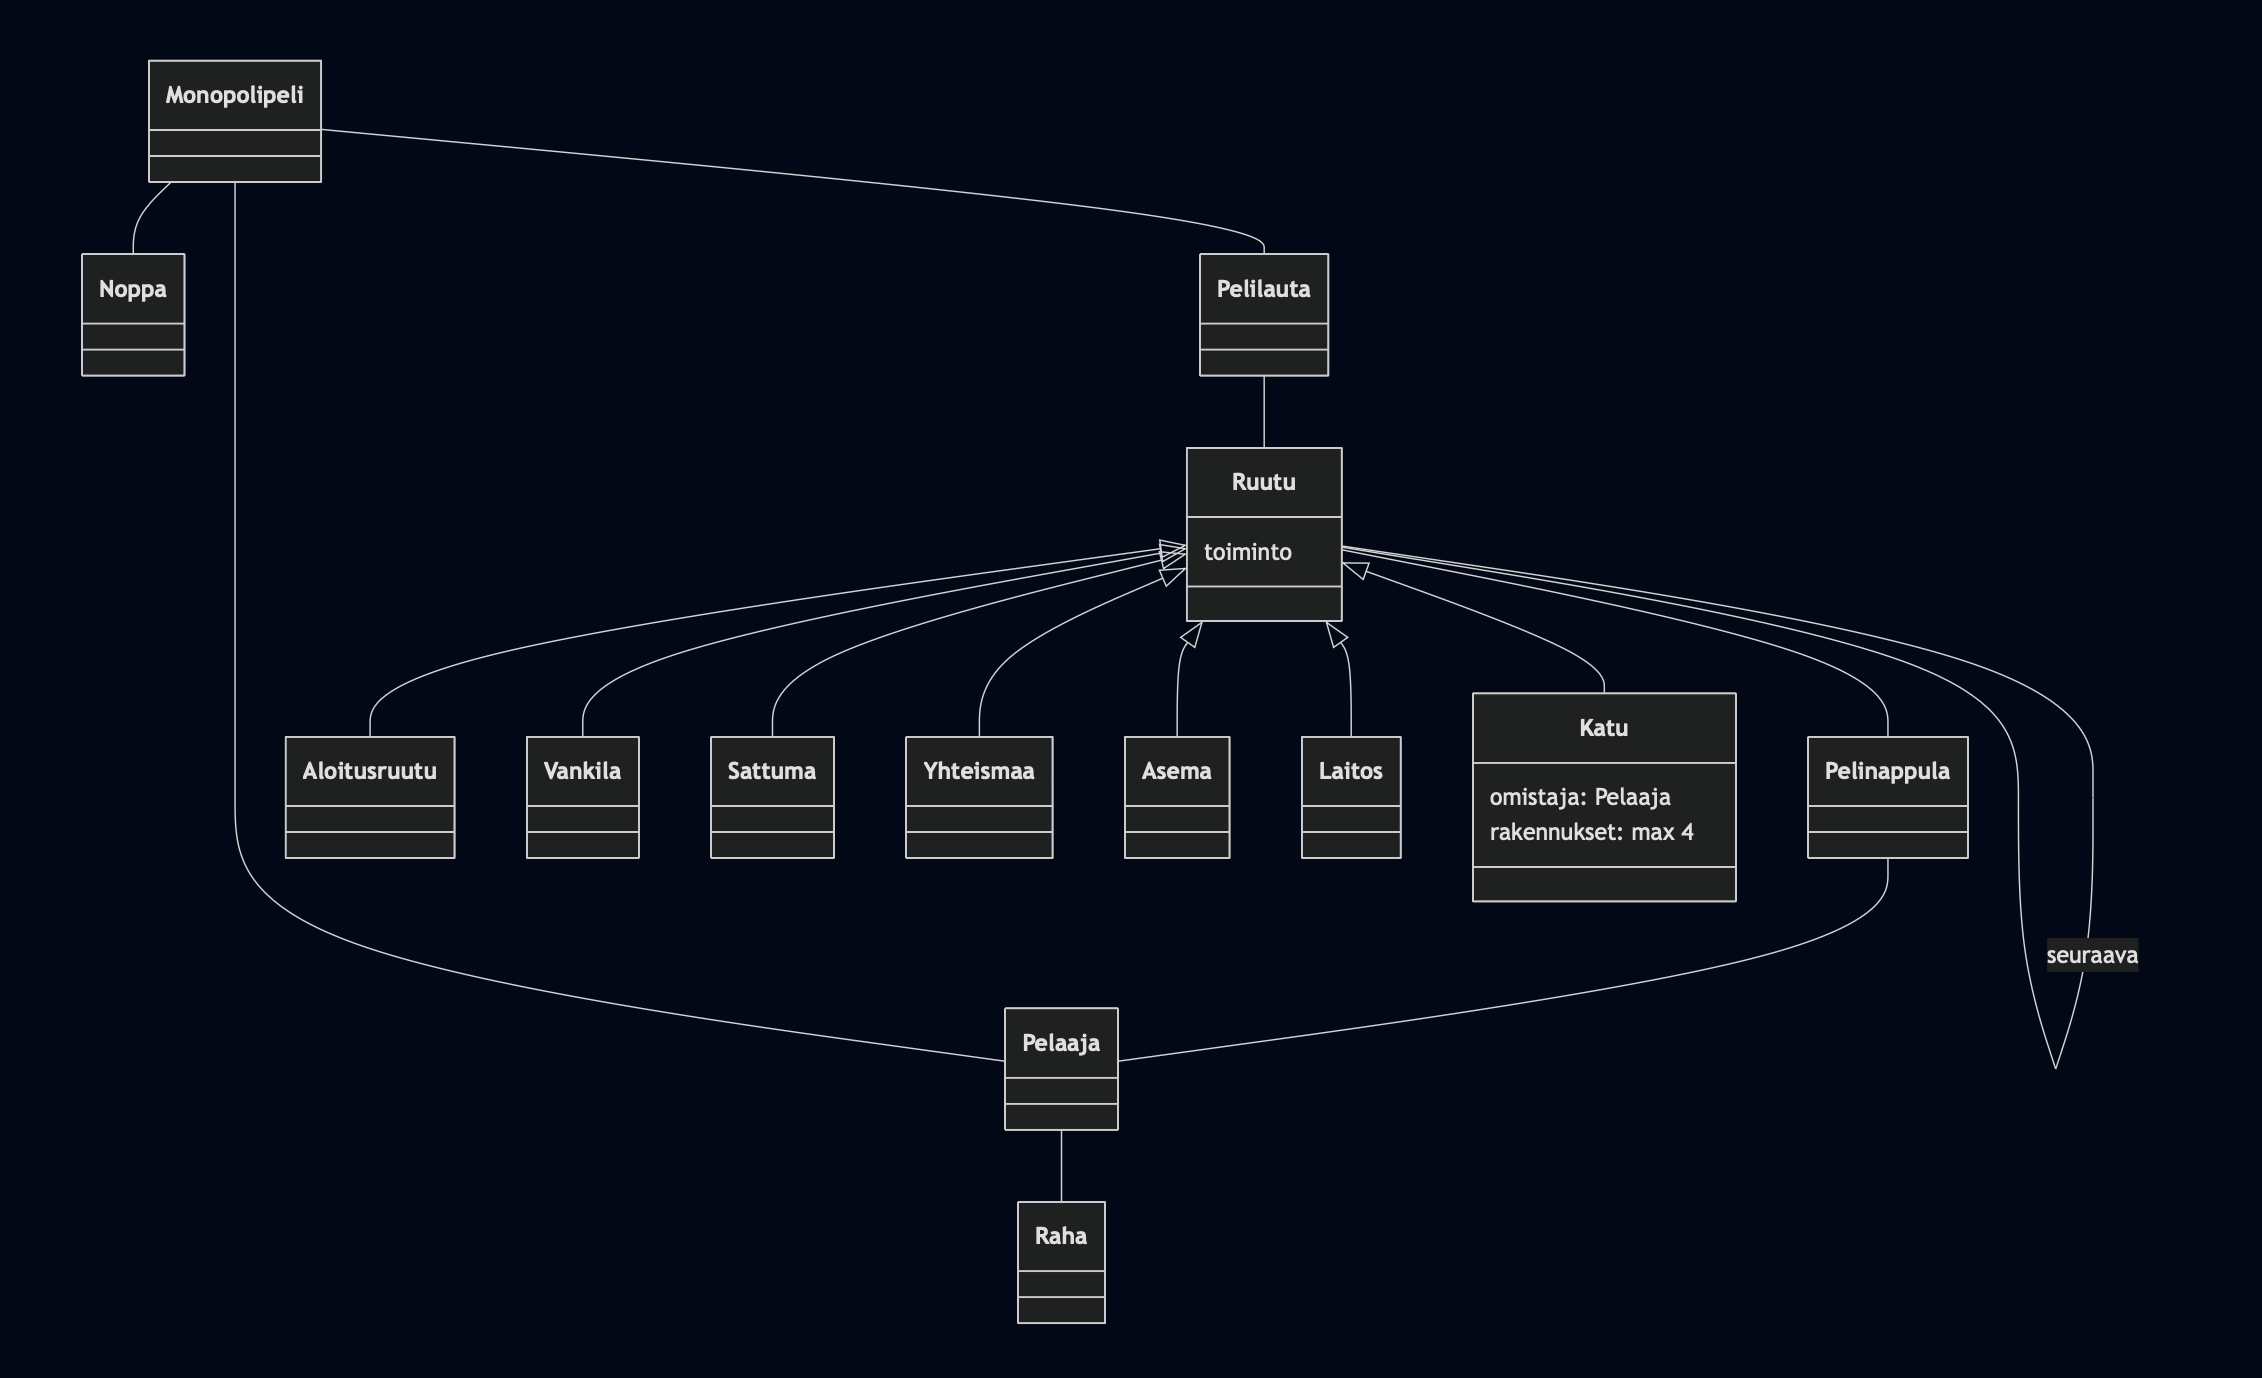 Monopolipeli
Noppa
Pelilauta
Ruutu
toiminto
Aloitusruutu
Vankila
Sattuma
Yhteismaa
Asema
Laitos
Katu
omistaja: Pelaaja
rakennukset: max 4
Pelinappula
seuraava
Pelaaja
Raha